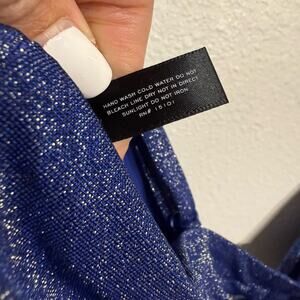 HAND WASH COLD WATER DO NOT
BLEACH LINE DRY NOT IN DIRECT
SUNLIGHT DO NOT IRON
RN# 15101